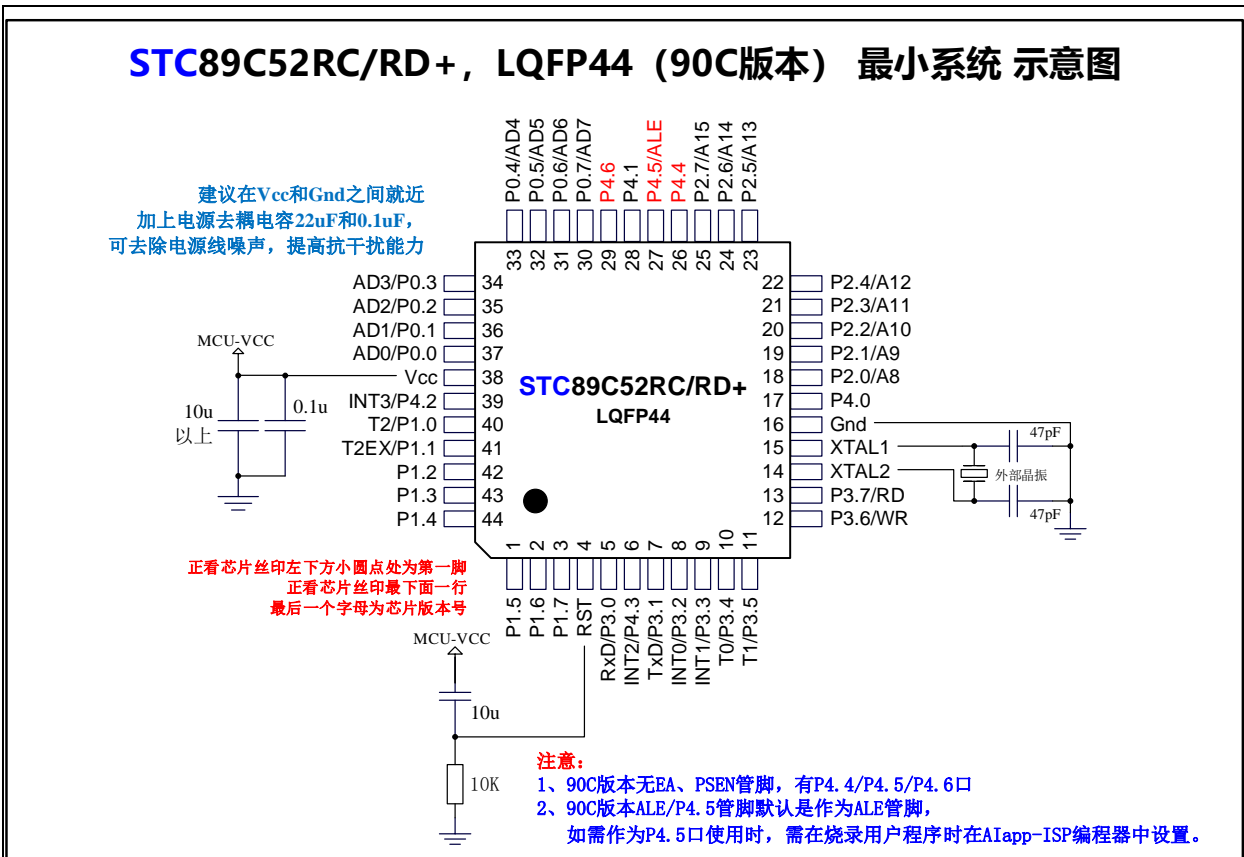 STC89C52RC/RD+，LQFP44（90C版本） 最小系统 示意图
建议在Vcc和Gnd之间就近
加上电源去耦电容22uF和0.1uF，
可去除电源线噪声，提高抗干扰能力
P0.4/AD4
P0.5/AD5
P0.6/AD6
P0.7/AD7
P4.6
P4.1
P4.5/ALE
P4.4
P2.7/A15
P2.6/A14
P2.5/A13
33
32
31
30
29
28
27
26
25
24
23
AD3/P0.3 34
AD2/P0.2 35
AD1/P0.1 36
AD0/P0.0 37
Vcc 38
INT3/P4.2 39
T2/P1.0 40
T2EX/P1.1 41
P1.2 42
P1.3 43
P1.4 44
MCU-VCC
10u
以上
0.1u
STC89C52RC/RD+
LQFP44
22 P2.4/A12
21 P2.3/A11
20 P2.2/A10
19 P2.1/A9
18 P2.0/A8
17 P4.0
16 Gnd
15 XTAL1
14 XTAL2
13 P3.7/RD
12 P3.6/WR
47pF
外部晶振
47pF
1
2
3
4
5
6
7
8
9
10
11
P1.5
P1.6
P1.7
RST
RxD/P3.0
INT2/P4.3
TxD/P3.1
INT0/P3.2
INT1/P3.3
T0/P3.4
T1/P3.5
正看芯片丝印左下方小圆点处为第一脚
正看芯片丝印最下面一行
最后一个字母为芯片版本号
MCU-VCC
10u
10K
注意：
1、90C版本无EA、PSEN管脚，有P4.4/P4.5/P4.6口
2、90C版本ALE/P4.5管脚默认是作为ALE管脚，
如需作为P4.5口使用时，需在烧录用户程序时在AIapp-ISP编程器中设置。